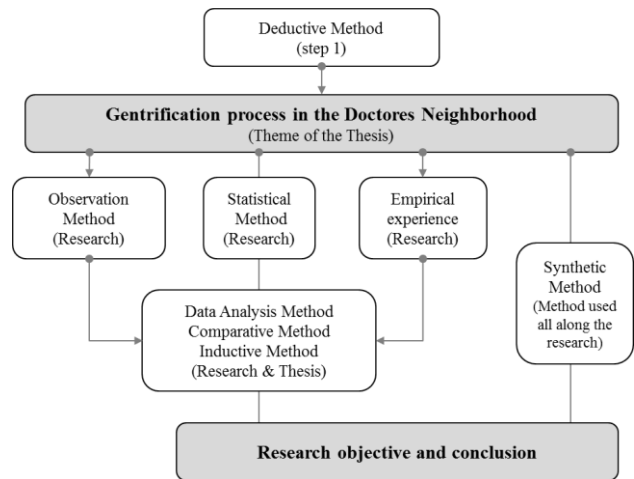 Deductive Method
(step 1)
Gentrification process in the Doctores Neighborhood
(Theme of the Thesis)
Observation
Method
(Research)
Statistical
Method
(Research)
Empirical
experience
(Research)
Synthetic
Method
(Method used
all along the
research)
Data Analysis Method
Comparative Method
Inductive Method
(Research & Thesis)
Research objective and conclusion